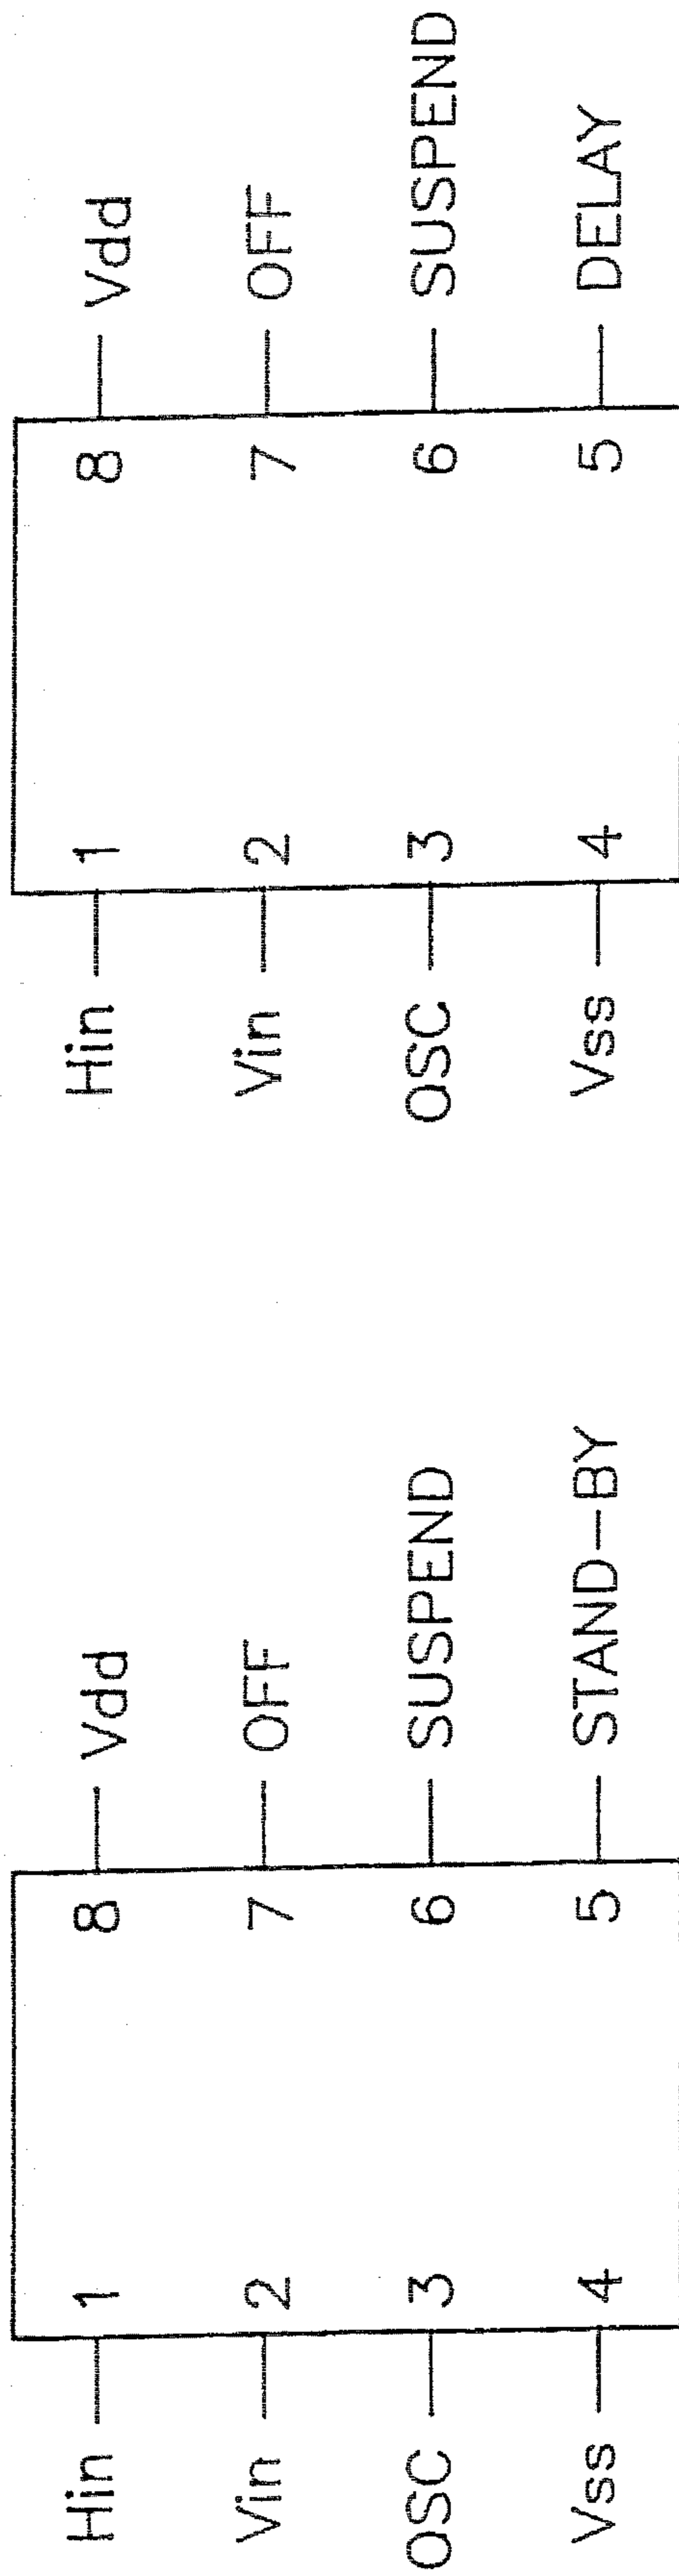 Hin 1 8 Vdd
Vin 2 7 OFF
OSC 3 6 SUSPEND
Vss 4 5 STAND-BY
Hin 1 8 Vdd
Vin 2 7 OFF
OSC 3 6 SUSPEND
Vss 4 5 DELAY